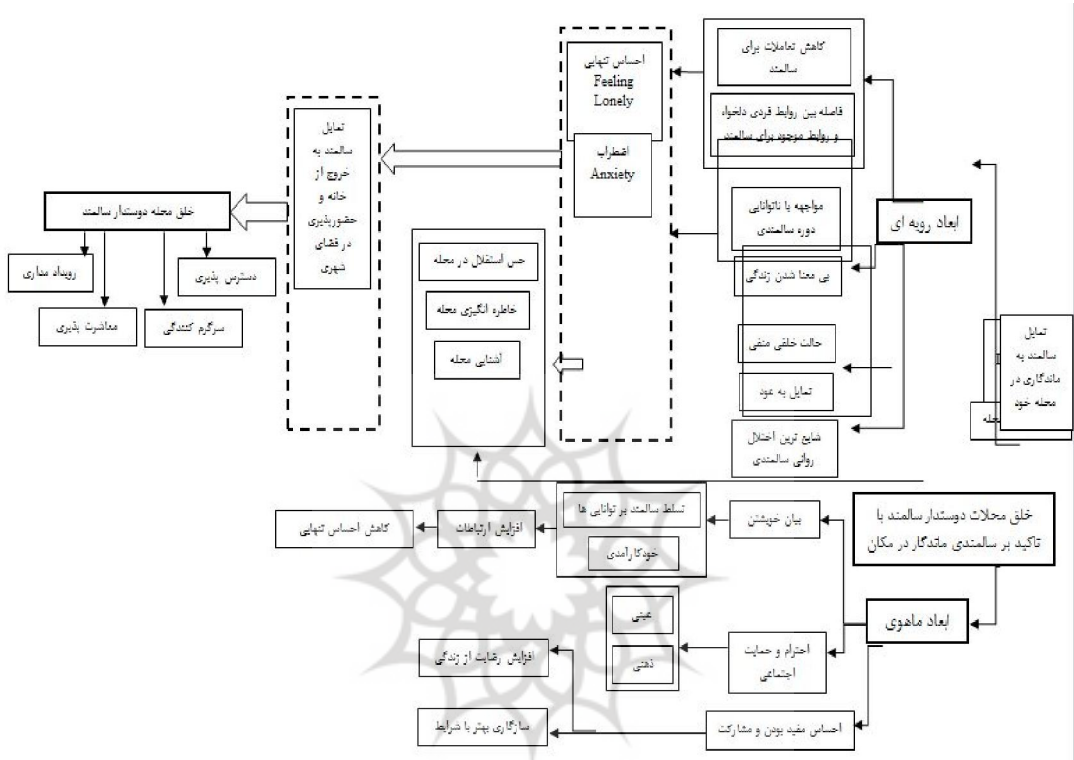 کاهش تعاملات برای
سالمند
فاصله بین روابط فردی دلخواه
و روابط موجود برای سالمند
مواجهه با ناتوانایی
دوره سالمندی
بی معنا شدن زندگی
حالت خلقی منفی
تمایل به عود
شایع ترین اختلال
روانی سالمندی
ابعاد رویه ای
تمایل
سالمند به
ماندگاری در
محله خود
محله
احساس تنهایی
Feeling
Lonely
اضطراب
Anxiety
حس استقلال در محله
خاطره انگیزی محله
آشنایی محله
تمایل
سالمند به
خروج از
خانه و
حضورپذیری
در فضای
شهری
خلق محله دوستدار سالمند
دسترس پذیری
رویداد مداری
سرگرم کنندگی
معاشرت پذیری
خلق محلات دوستدار سالمند با
تاکید بر سالمندی ماندگار در مکان
ابعاد ماهوی
بیان خویشتن
تسلط سالمند بر توانایی ها
خودکارآمدی
افزایش ارتباطات
کاهش احساس تنهایی
احترام و حمایت
اجتماعی
عینی
ذهنی
احساس مفید بودن و مشارکت
افزایش رضایت از زندگی
سازگاری بهتر با شرایط